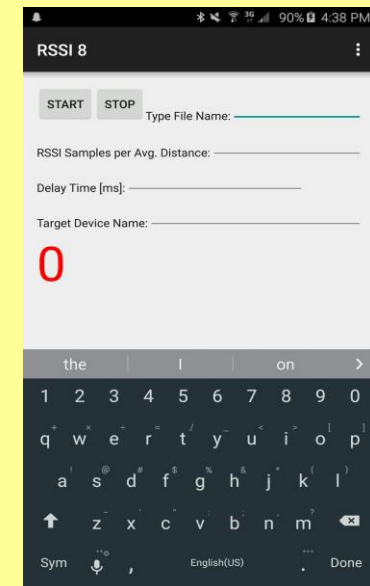 3G 90% 4:38 PM
RSSI 8
START STOP Type File Name:
RSSI Samples per Avg. Distance:
Delay Time [ms]:
Target Device Name:
0
the I on >
1 2 3 4 5 6 7 8 9 0
q w e r t y u i o p
a s d f g h j k l
z x c v b n m
Sym , English(US) . Done